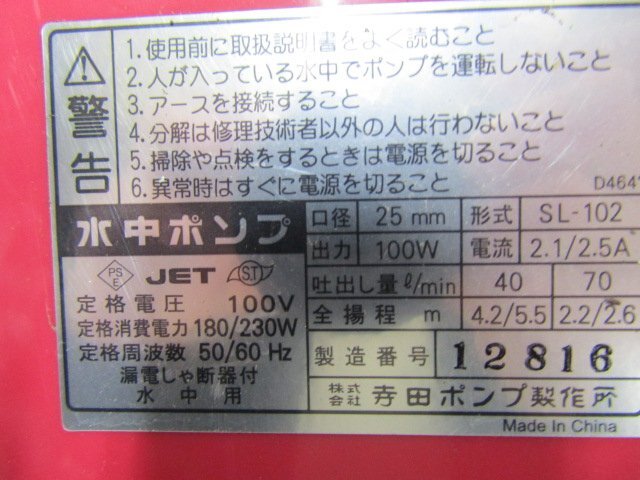 警告
1. 使用前に取扱説明書をよく読むこと
2. 人が入っている水中でポンプを運転しないこと
3. アースを接続すること
4. 分解は修理技術者以外の人は行わないこと
5. 掃除や点検をするときは電源を切ること
6. 異常時はすぐに電源を切ること
D464
水中ポンプ
PS E JET ST
定格電圧 100V
定格消費電力 180/230W
定格周波数 50/60 Hz
漏電しゃ断器付
水中用
口径 25 mm 形式 SL-102
出力 100W 電流 2.1/2.5A
吐出し量 ℓ/min 40 70
全揚程 m 4.2/5.5 2.2/2.6
製造番号 12816
株式会社 寺田ポンプ製作所
Made in China